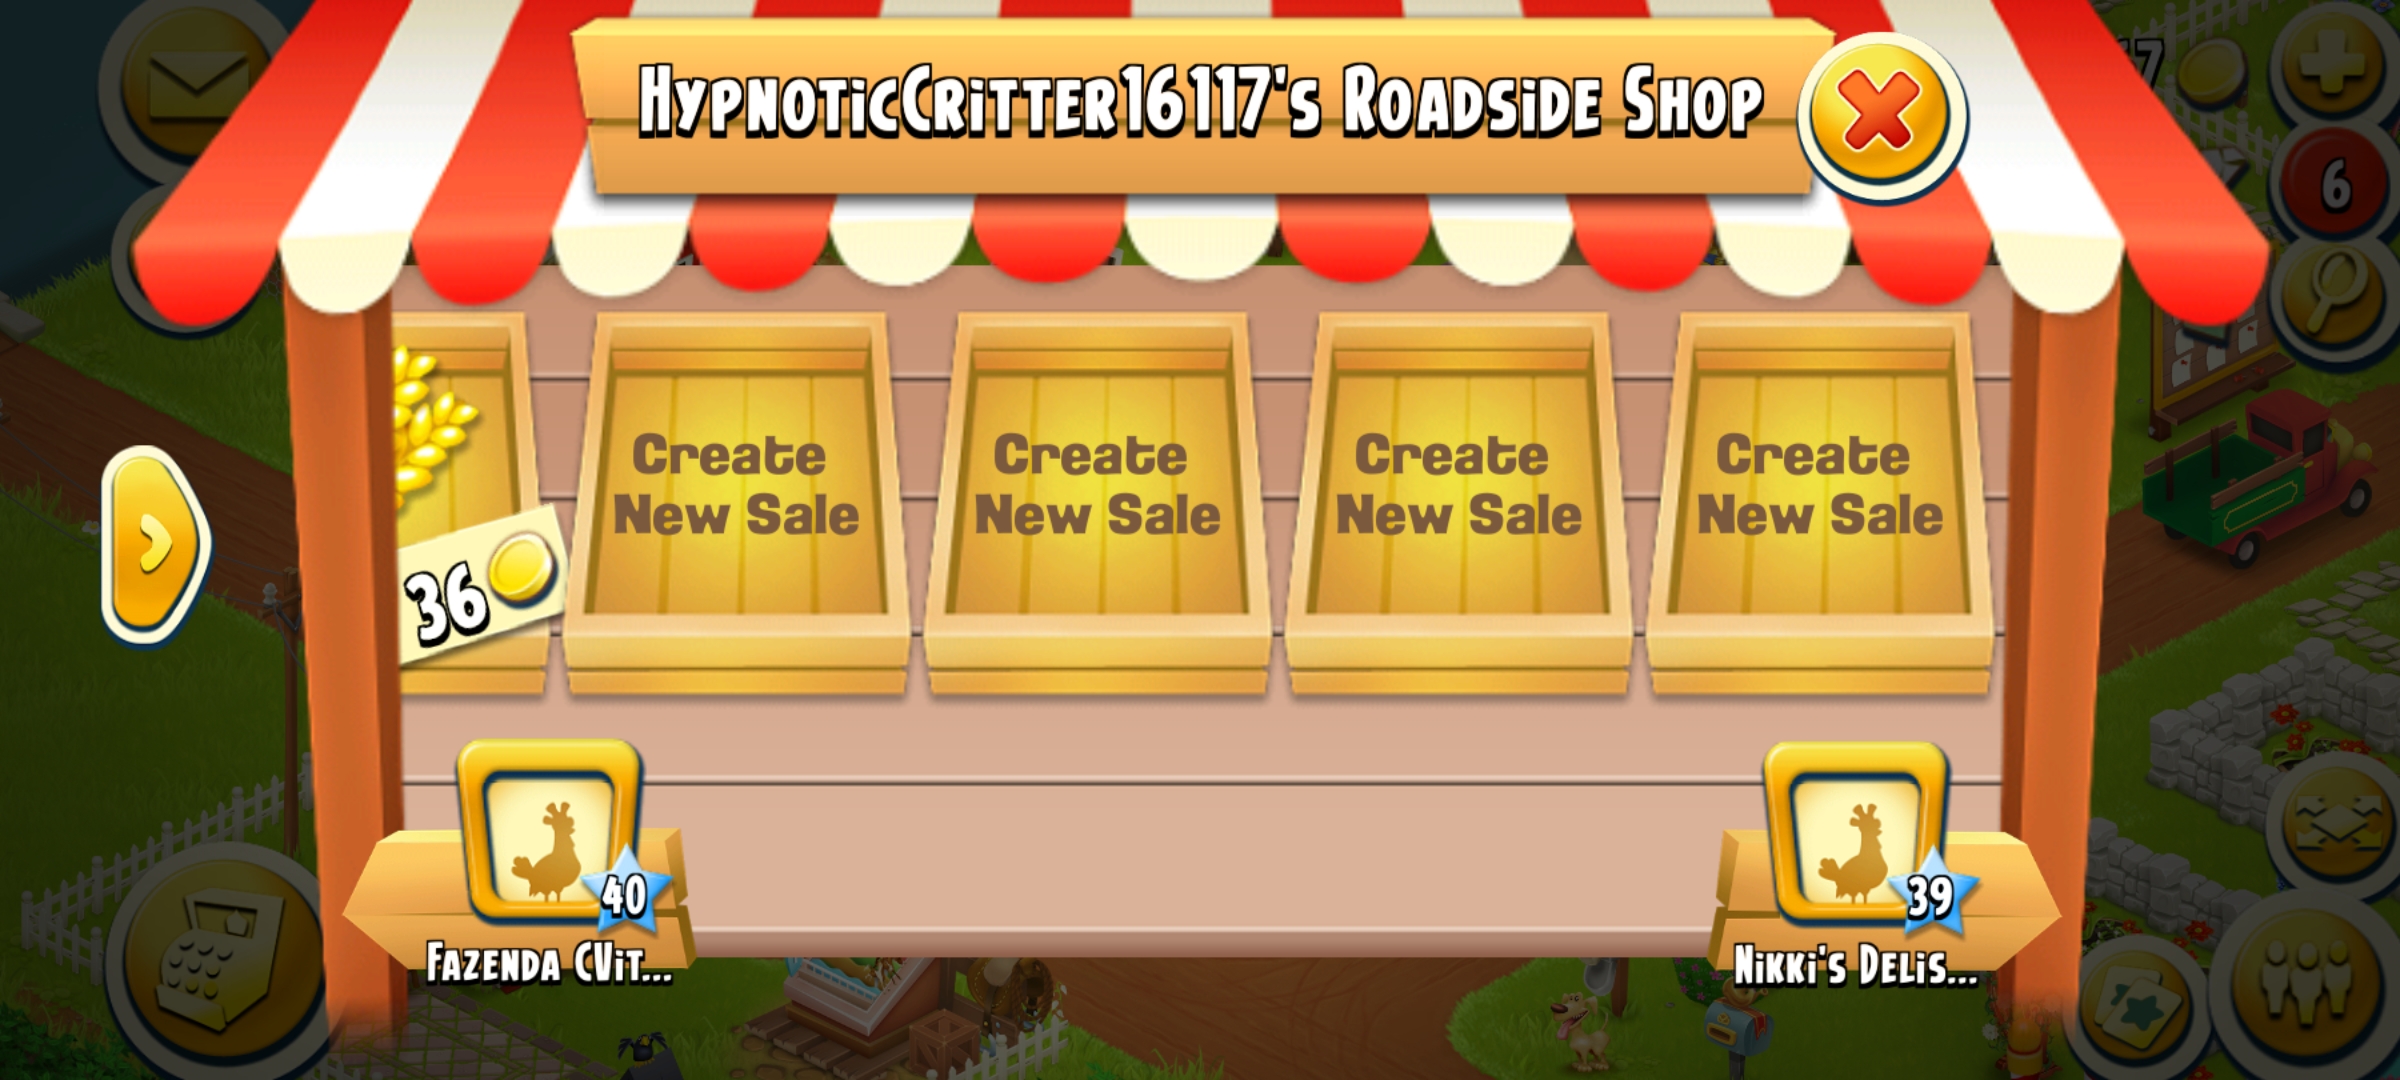 HypnoticCritter16117's Roadside Shop
7
6
Create
New Sale
Create
New Sale
Create
New Sale
Create
New Sale
36
40
Fazenda CVit...
39
Nikki's Delis...